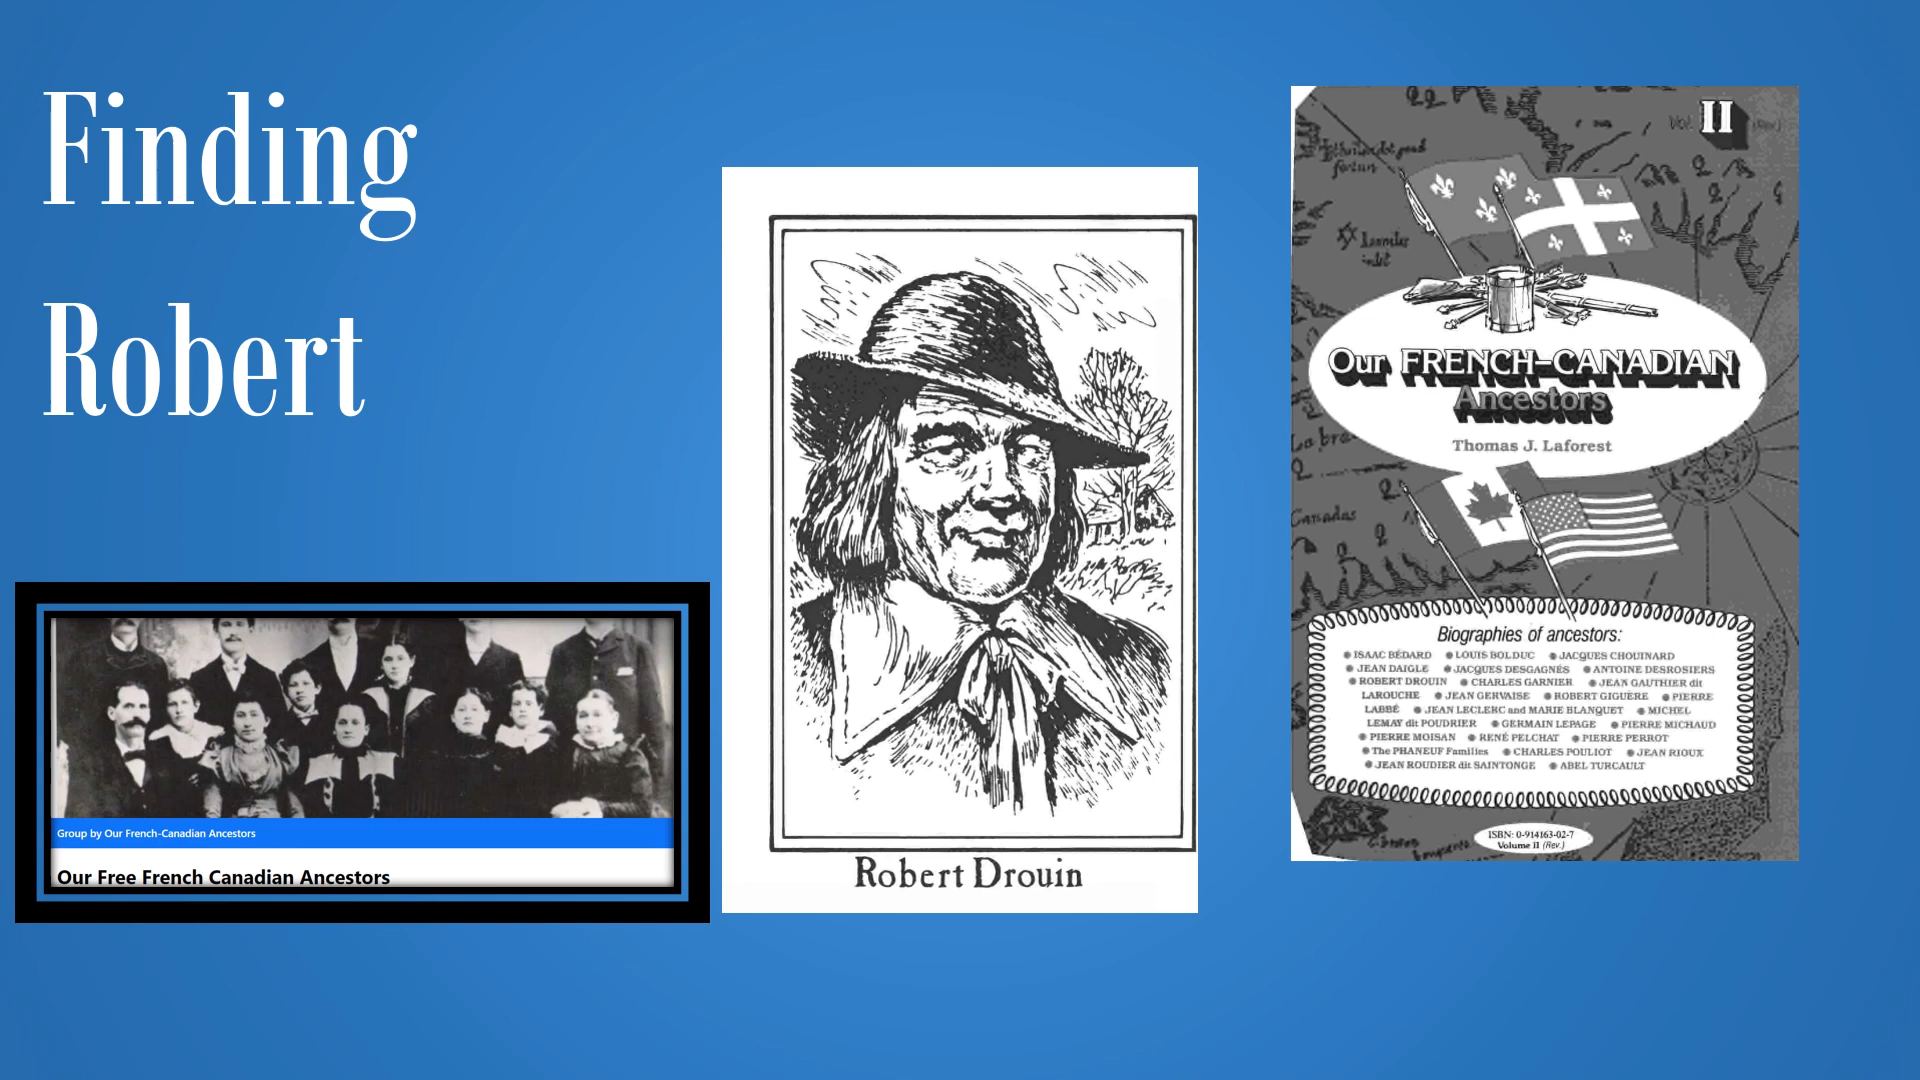 Finding
Robert
Group by Our French-Canadian Ancestors
Our Free French Canadian Ancestors
Robert Drouin
Vol. II (Rev.)
Our FRENCH-CANADIAN
Ancestors
Thomas J. Laforest
Canadas
Biographies of ancestors:
● ISAAC BÉDARD ● LOUIS BOLDUC ● JACQUES CHOUINARD
● JEAN DAIGLE ● JACQUES DESGAGNÉS ● ANTOINE DESROSIERS
● ROBERT DROUIN ● CHARLES GARNIER ● JEAN GAUTHIER dit
LAROUCHE ● JEAN GERVAISE ● ROBERT GIGUÈRE ● PIERRE
LABBÉ ● JEAN LECLERC and MARIE BLANQUET ● MICHEL
LEMAY dit POUDRIER ● GERMAIN LEPAGE ● PIERRE MICHAUD
● PIERRE MOISAN ● RENÉ PELCHAT ● PIERRE PERROT
● The PHANEUF Families ● CHARLES POULIOT ● JEAN RIOUX
● JEAN ROUDIER dit SAINTONGE ● ABEL TURCAULT
ISBN: 0-914163-02-7
Volume II (Rev.)